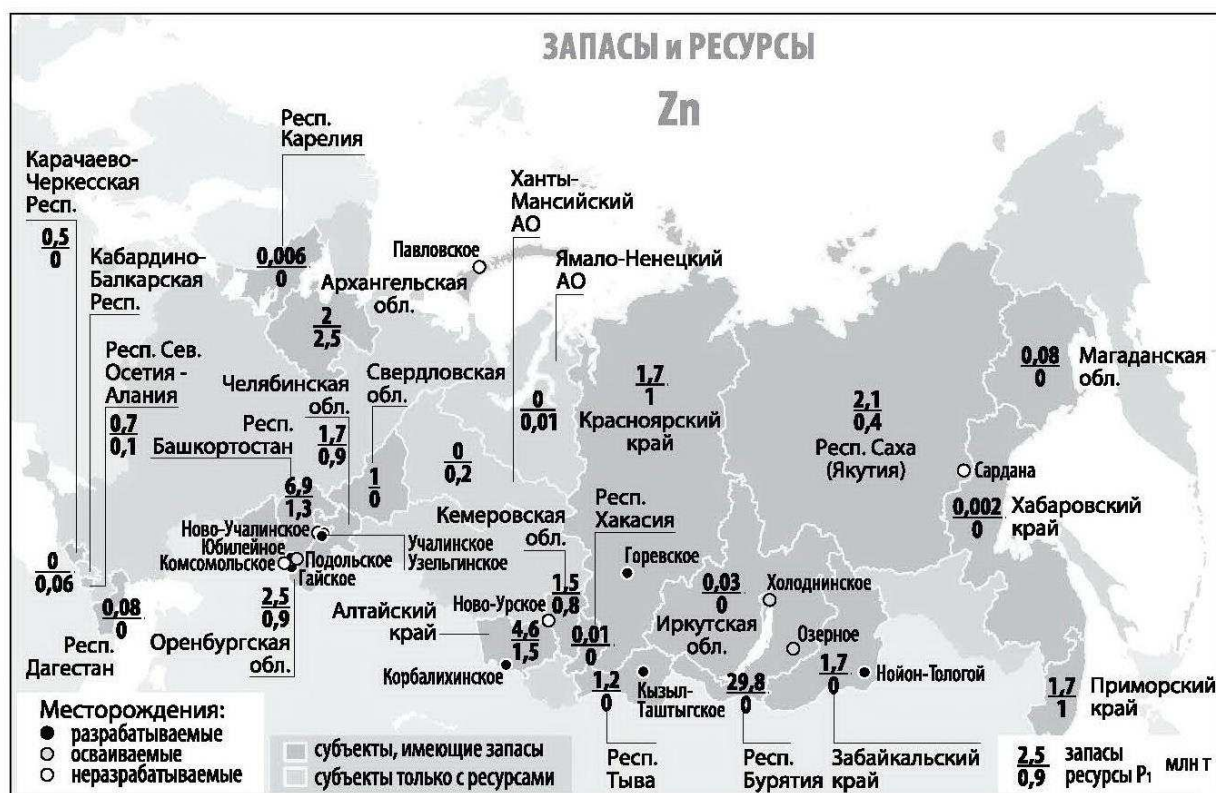 ЗАПАСЫ и РЕСУРСЫ
Zn
Респ.
Карелия
0,006
0
Карачаево-
Черкесская
Респ.
0,5
0
Кабардино-
Балкарская
Респ.
Ханты-
Мансийский
АО
Павловское
Ямало-Ненецкий
АО
Архангельская
обл.
2
2,5
Респ. Сев.
Осетия -
Алания
0,7
0,1
Челябинская
обл.
1,7
0,9
Свердловская
обл.
1
0
Респ.
Башкортостан
6,9
1,3
0
0,01
0
0,2
1,7
1
Красноярский
край
2,1
0,4
Респ. Саха
(Якутия)
0,08
0
Магаданская
обл.
Сардана
0,002
0
Хабаровский
край
Кемеровская
обл.
1,5
0,8
Респ.
Хакасия
0,01
0
Ново-Учалинское
Юбилейное
Комсомольское
Подольское
Гайское
Учалинское
Узельгинское
Горевское
0,03
0
Иркутская
обл.
Холоднинское
Озерное
0
0,06
0,08
0
Респ.
Дагестан
2,5
0,9
Оренбургская
обл.
Алтайский
край
4,6
1,5
Ново-Урское
Корбалихинское
1,2
0
Респ.
Тыва
Кызыл-
Таштыгское
29,8
0
Респ.
Бурятия
1,7
0
Забайкальский
край
Нойон-Тологой
1,7
1
Приморский
край
Месторождения:
разрабатываемые
осваиваемые
неразрабатываемые
субъекты, имеющие запасы
субъекты только с ресурсами
2,5 запасы
0,9 ресурсы P₁ млн т